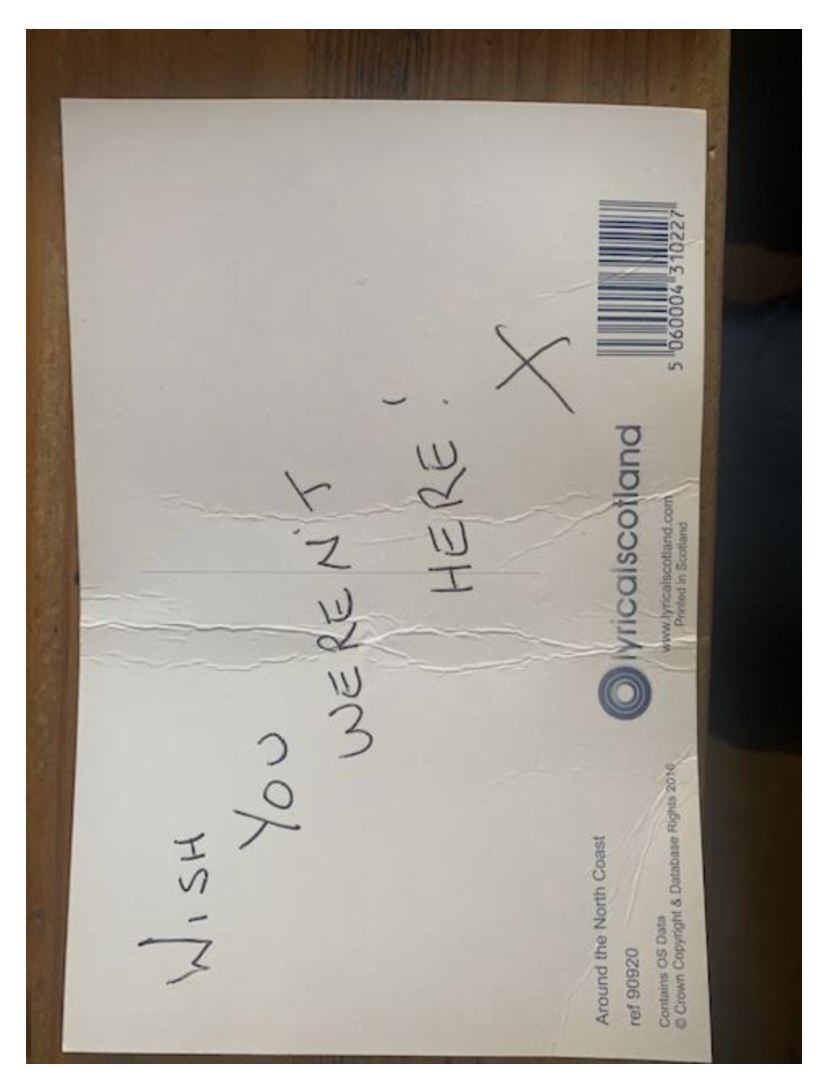 WISH
YOU
WEREN'T
HERE!
X
Around the North Coast
ref 90920
Contains OS Data
© Crown Copyright & Database Rights 2016
lyricalscotland
www.lyricalscotland.com
Printed in Scotland
5 060004 310227